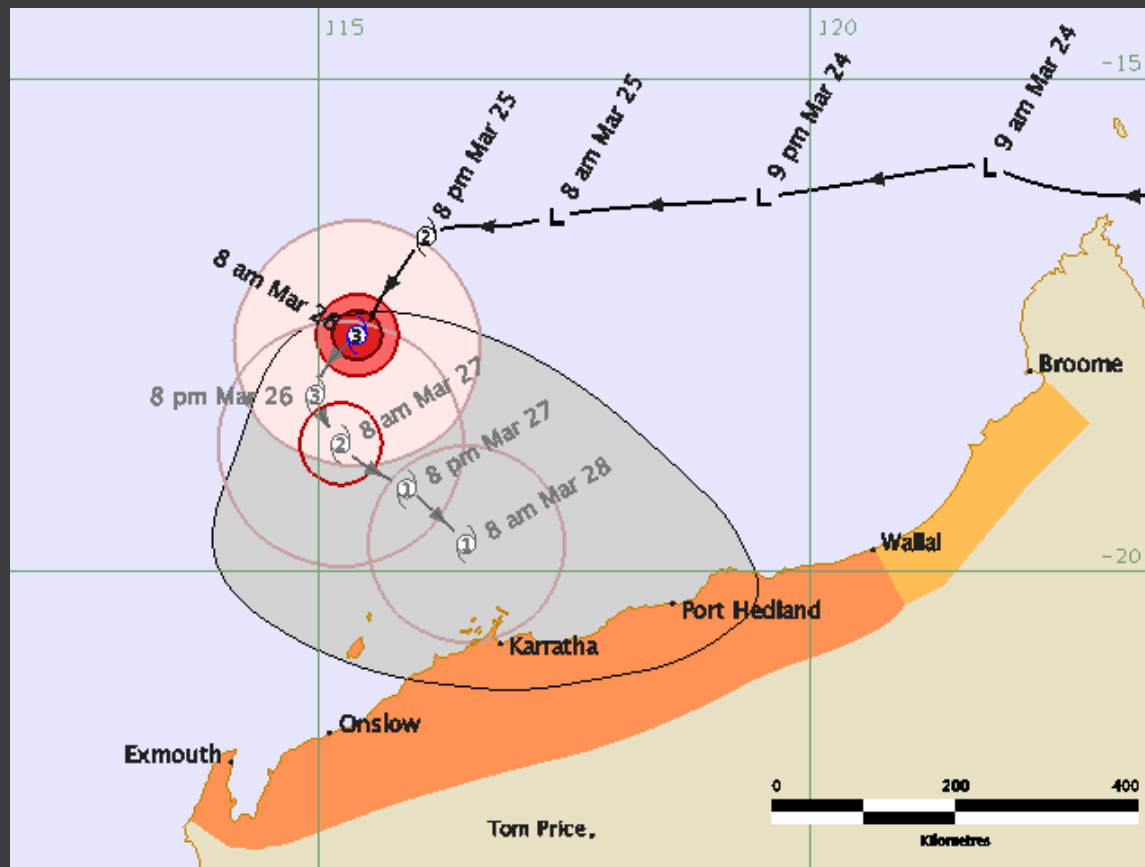 115
120
-15
9 am Mar 24
9 pm Mar 24
8 am Mar 25
8 pm Mar 25
2
L
L
L
8 am Mar 26
3
8 pm Mar 26
3
8 am Mar 27
2
8 pm Mar 27
1
8 am Mar 28
1
Broome
Wallal
-20
Port Hedland
Karratha
Onslow
Exmouth
Tom Price
0
200
400
Kilometres